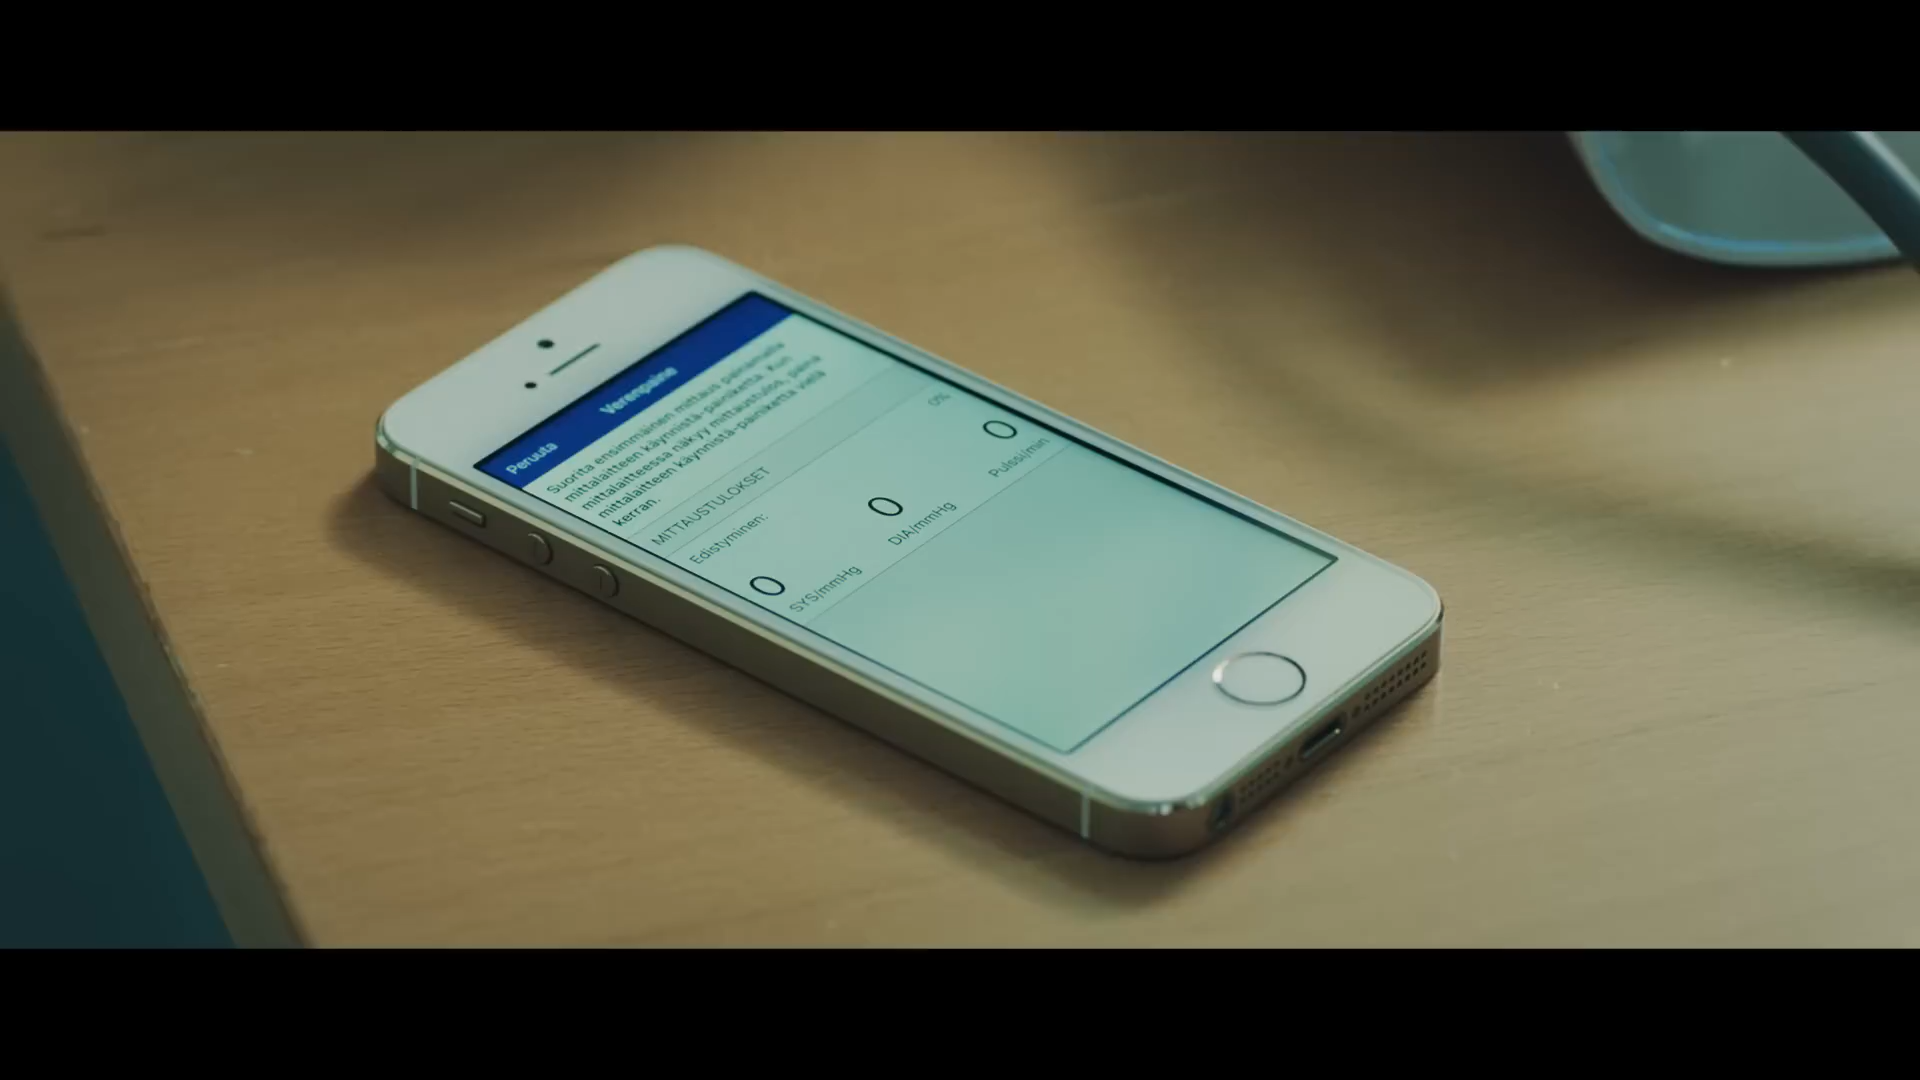 Peruuta Verenpaine
Suorita ensimmäinen mittaus painamalla
mittalaitteen käynnistä-painiketta. Kun
mittalaitteessa näkyy mittaustulos, paina
mittalaitteen käynnistä-painiketta vielä
kerran.
MITTAUSTULOKSET
Edistyminen: 0%
0 0 0
SYS/mmHg DIA/mmHg Pulssi/min